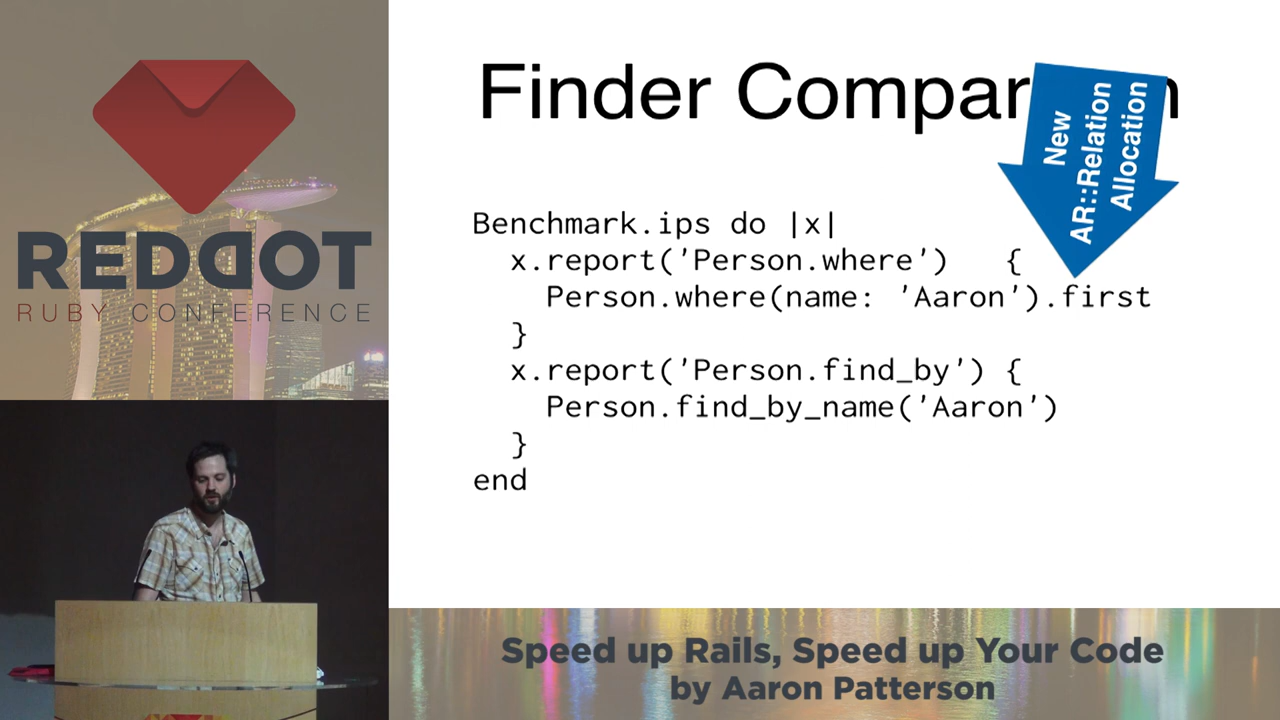 REDDOT
RUBY CONFERENCE
Finder Compar n
New
AR::Relation
Allocation
Benchmark.ips do |x|
  x.report('Person.where')   {
    Person.where(name: 'Aaron').first
  }
  x.report('Person.find_by') {
    Person.find_by_name('Aaron')
  }
end
Speed up Rails, Speed up Your Code
by Aaron Patterson